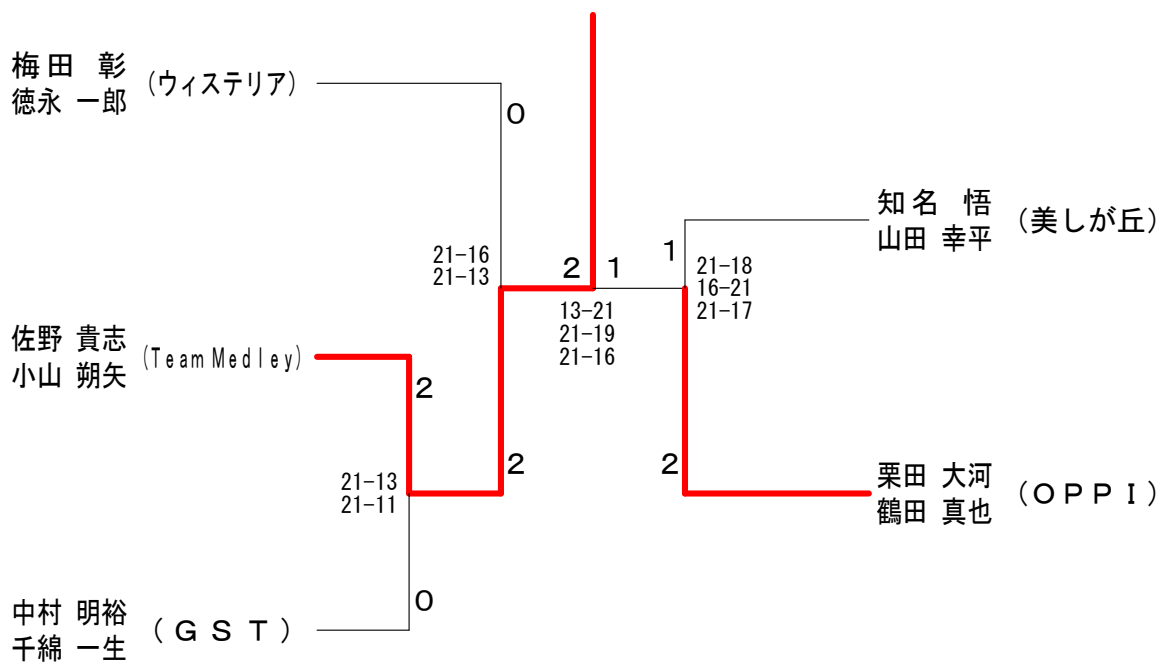 梅田 彰
徳永 一郎
(ウィステリア)
0
21-16
21-13
佐野 貴志
小山 朔矢
(Team Medley)
2
21-13
21-11
2
中村 明裕
千綿 一生
(GST)
0
2
1
13-21
21-19
21-16
知名 悟
山田 幸平
(美しが丘)
1
21-18
16-21
21-17
2
栗田 大河
鶴田 真也
(OPPI)